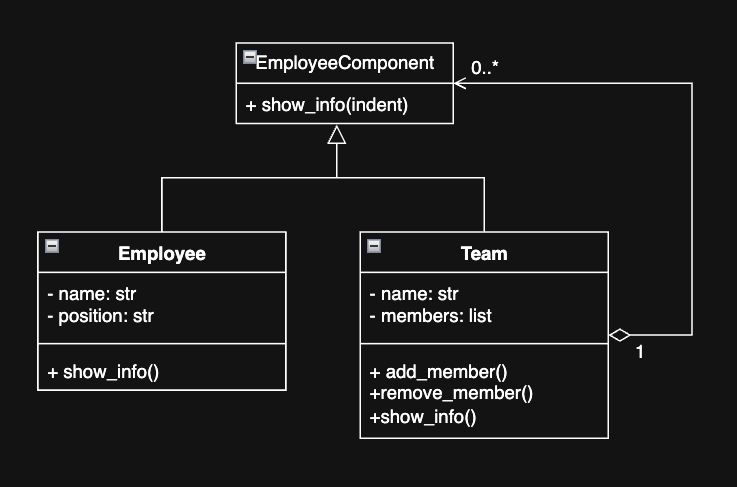 EmployeeComponent
0..*
+ show_info(indent)
Employee
- name: str
- position: str
+ show_info()
Team
- name: str
- members: list
1
+ add_member()
+remove_member()
+show_info()